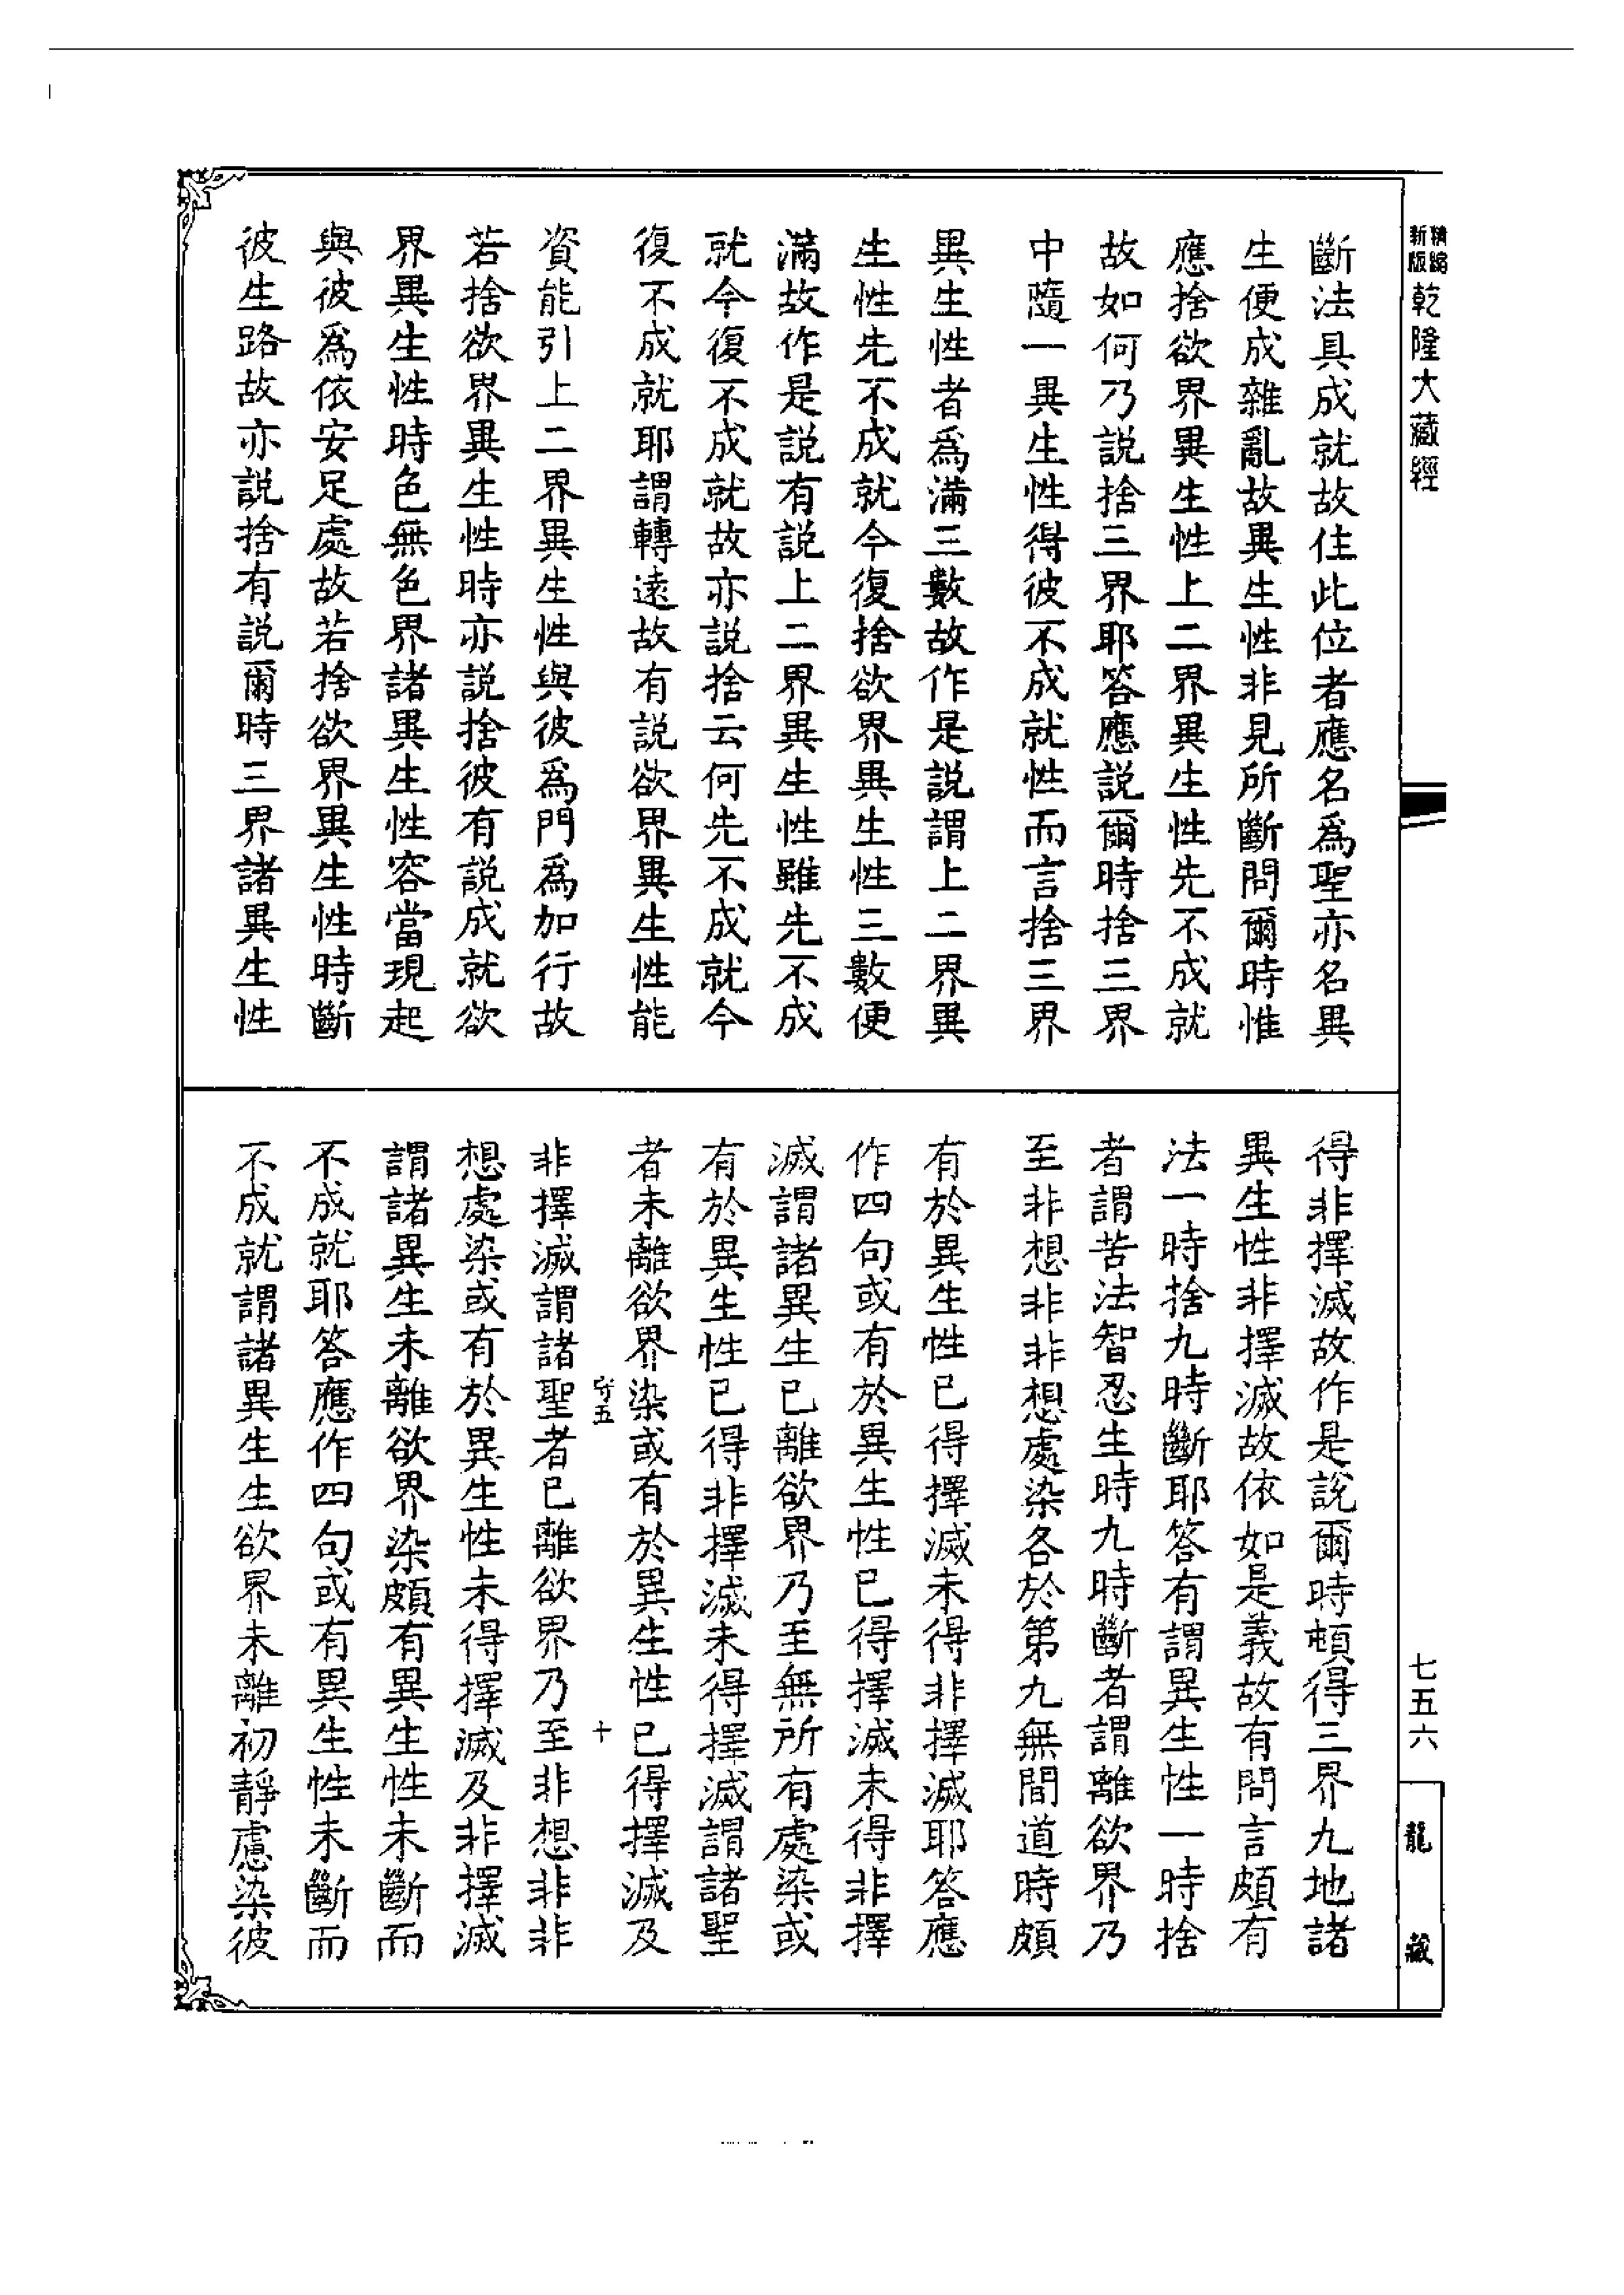 精縮
新版
乾隆大藏經
斷法具成就故住此位者應名為聖亦名異
生便成雜亂故異生性非見所斷問爾時惟
應捨欲界異生性上二界異生性先不成就
故如何乃説捨三界耶答應説爾時捨三界
中隨一異生性得彼不成就性而言捨三界
異生性者為滿三數故作是説謂上二界異
生性先不成就今復捨欲界異生性三數便
滿故作是説有説上二界異生性雖先不成
就今復不成就故亦説捨云何先不成就今
復不成就耶謂轉遠故有説欲界異生性能
資能引上二界異生性與彼為門為加行故
若捨欲界異生性時亦説捨彼有説成就欲
界異生性時色無色界諸異生性容當現起
與彼為依安足處故若捨欲界異生性時斷
彼生路故亦説捨有説爾時三界諸異生性
得非擇滅故作是説爾時頓得三界九地諸
異生性非擇滅故依如是義故有問言頗有
法一時捨九時斷耶答有謂異生性一時捨
者謂苦法智忍生時九時斷者謂離欲界乃
至非想非非想處染各於第九無間道時頗
有於異生性已得擇滅未得非擇滅耶答應
作四句或有於異生性已得擇滅未得非擇
滅謂諸異生已離欲界乃至無所有處染或
有於異生性已得非擇滅未得擇滅謂諸聖
者未離欲界染或有於異生性已得擇滅及
守五
十
非擇滅謂諸聖者已離欲界乃至非想非非
想處染或有於異生性未得擇滅及非擇滅
謂諸異生未離欲界染頗有異生性未斷而
不成就耶答應作四句或有異生性未斷而
不成就謂諸異生生欲界未離初靜慮染彼
七五六
龍藏